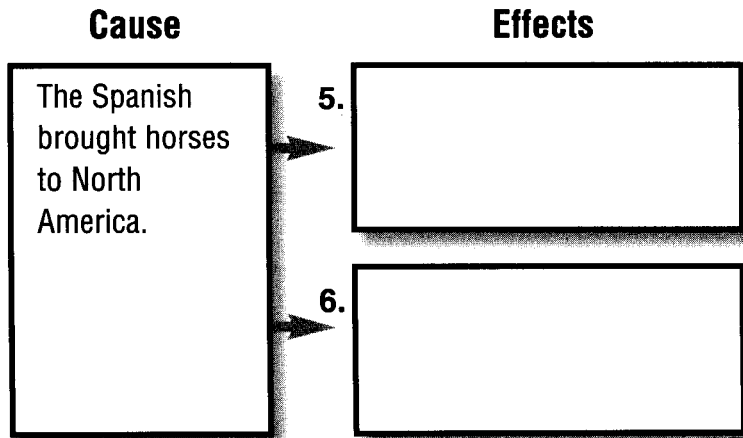 Cause
Effects
The Spanish
brought horses
to North
America.
5.
6.